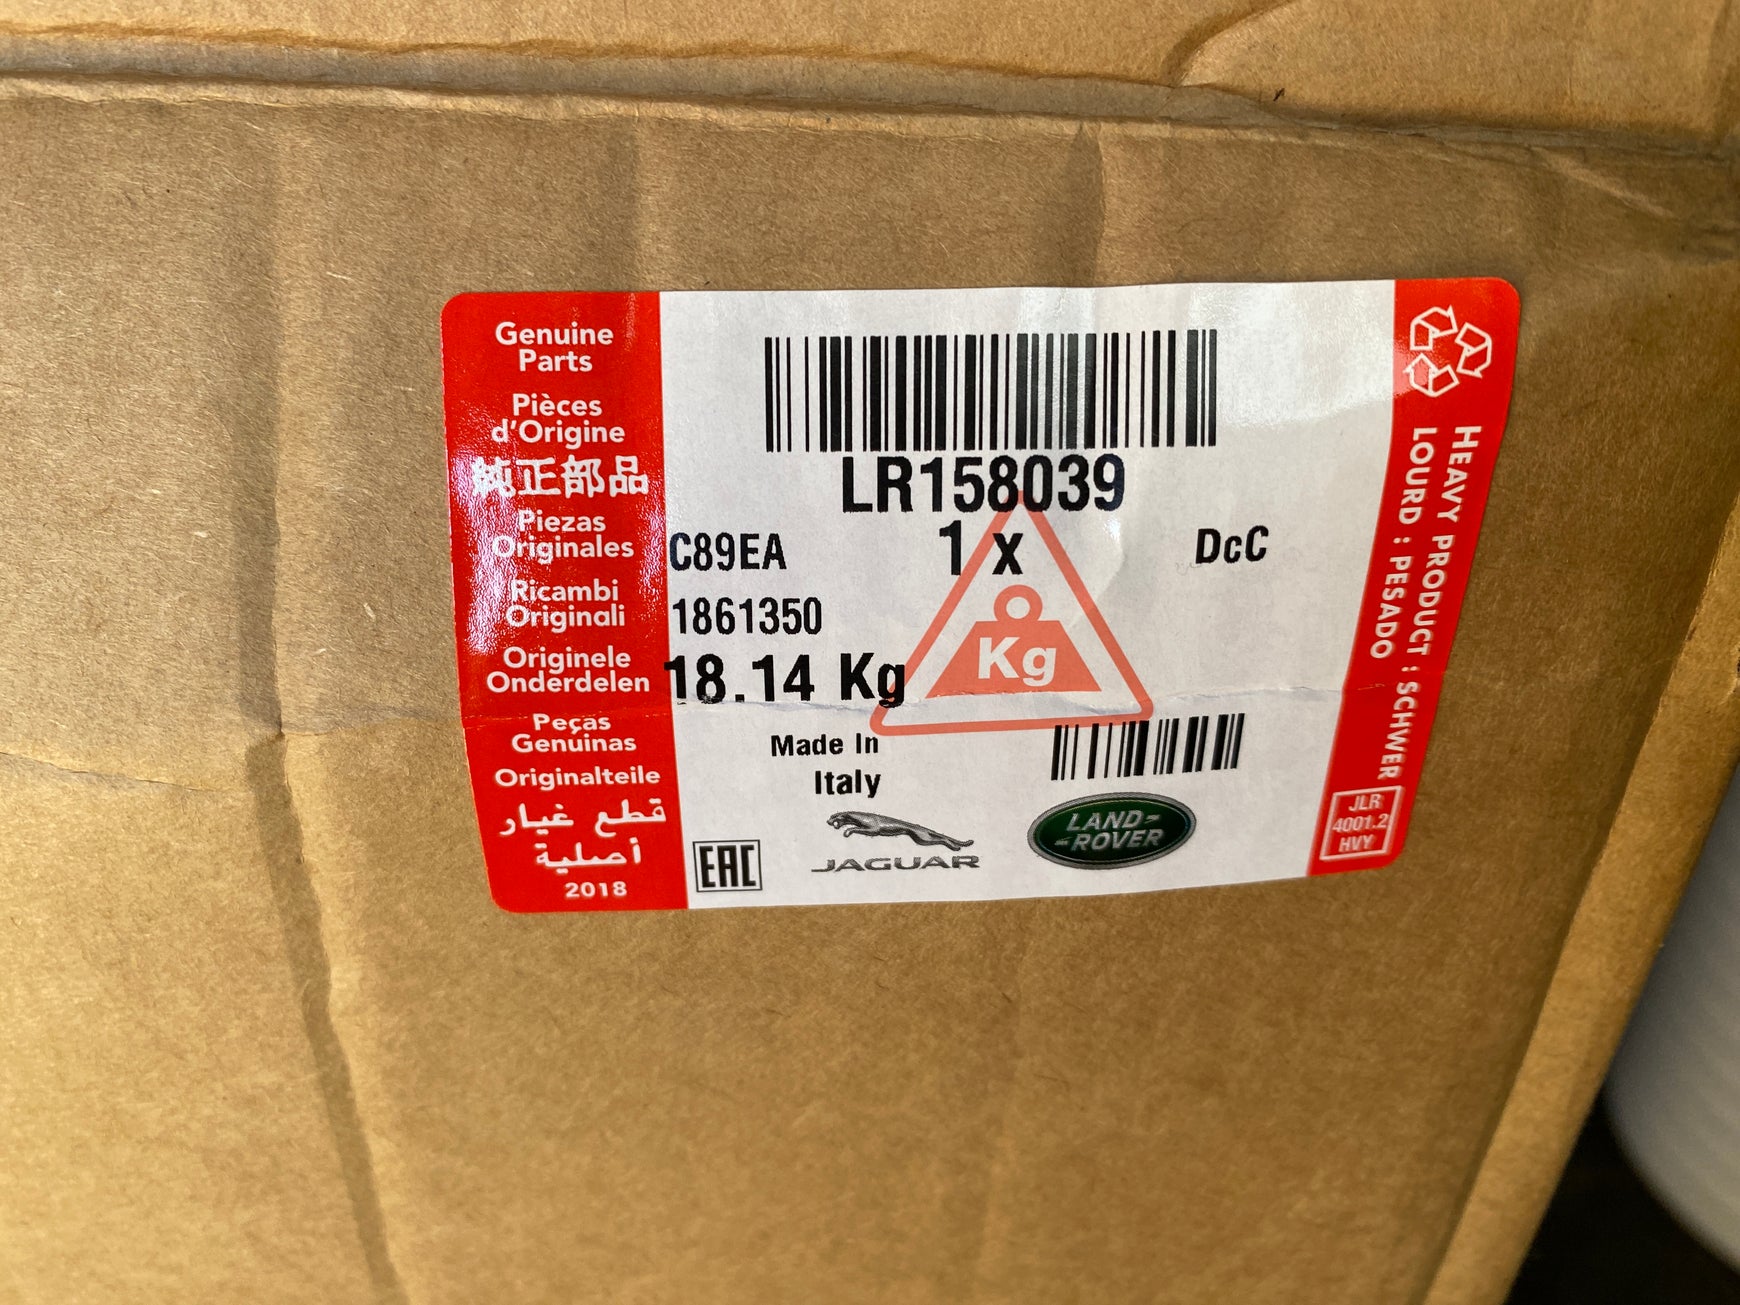 Genuine
Parts
Pièces
d'Origine
純正部品
Piezas
Originales
Ricambi
Originali
Originele
Onderdelen
Peças
Genuinas
Originalteile
قطع غيار
أصلية
2018
LR158039
C89EA
1 x
DcC
1861350
18.14 Kg
Kg
Made In
Italy
EAC
JAGUAR
LAND-
-ROVER
HEAVY PRODUCT : SCHWER
LOURD : PESADO
JLR
4001.2
HVY